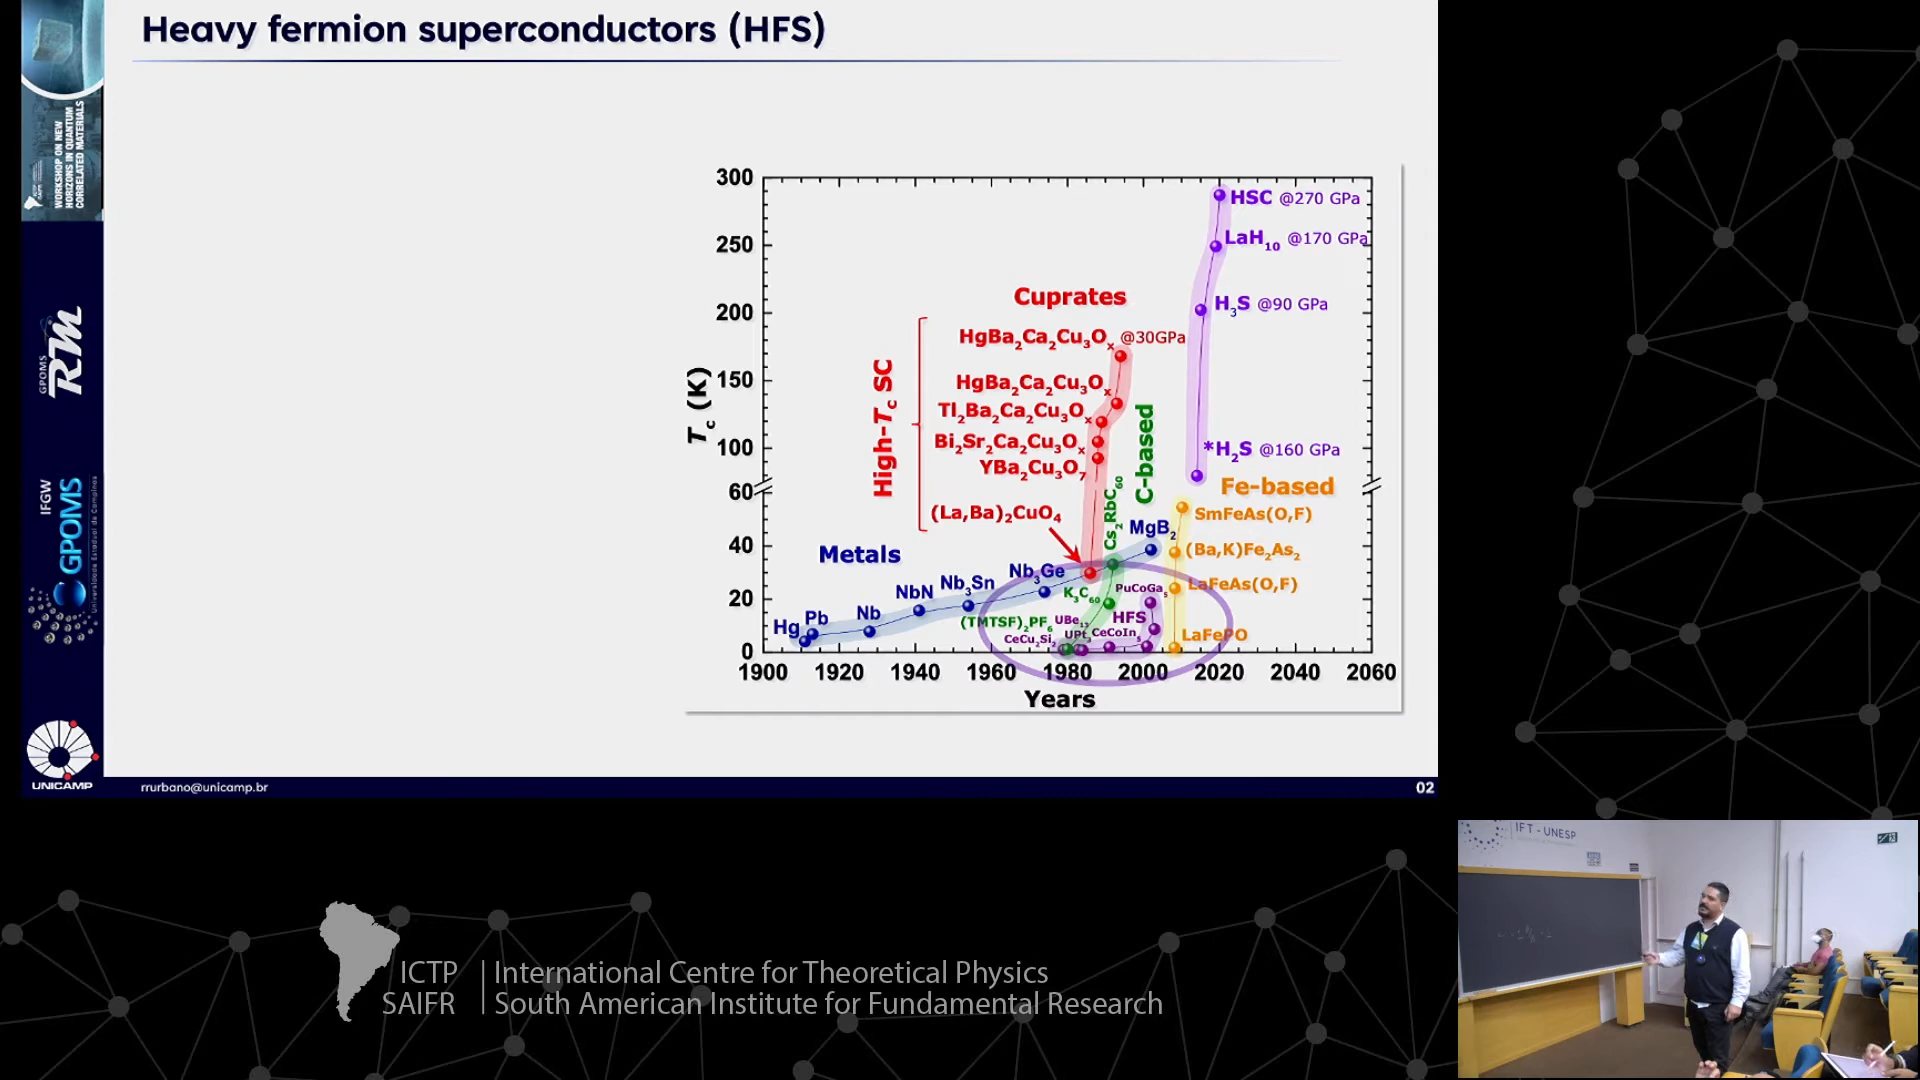 Heavy fermion superconductors (HFS)
WORKSHOP ON NEW
HORIZONS IN QUANTUM
CORRELATED MATERIALS
GPOMS
RM
IFGW
GPOMS
Universidade Estadual de Campinas
UNICAMP
300
250
200
150
100
60
40
20
0
T_c (K)
1900 1920 1940 1960 1980 2000 2020 2040 2060
Years
HSC @270 GPa
LaH₁₀ @170 GPa
H₃S @90 GPa
*H₂S @160 GPa
Cuprates
High-T_c SC
HgBa₂Ca₂Cu₃Oₓ @30GPa
HgBa₂Ca₂Cu₃Oₓ
Tl₂Ba₂Ca₂Cu₃Oₓ
Bi₂Sr₂Ca₂Cu₃Oₓ
YBa₂Cu₃O₇
(La,Ba)₂CuO₄
C-based
Cs₂RbC₆₀
K₃C₆₀
(TMTSF)₂PF₆
Fe-based
SmFeAs(O,F)
(Ba,K)Fe₂As₂
LaFeAs(O,F)
LaFePO
Metals
Hg
Pb
Nb
NbN
Nb₃Sn
Nb₃Ge
MgB₂
PuCoGa₅
HFS
UBe₁₃
CeCu₂Si₂
UPt₃
CeCoIn₅
rrurbano@unicamp.br
02
IFT - UNESP
ICTP
SAIFR
International Centre for Theoretical Physics
South American Institute for Fundamental Research